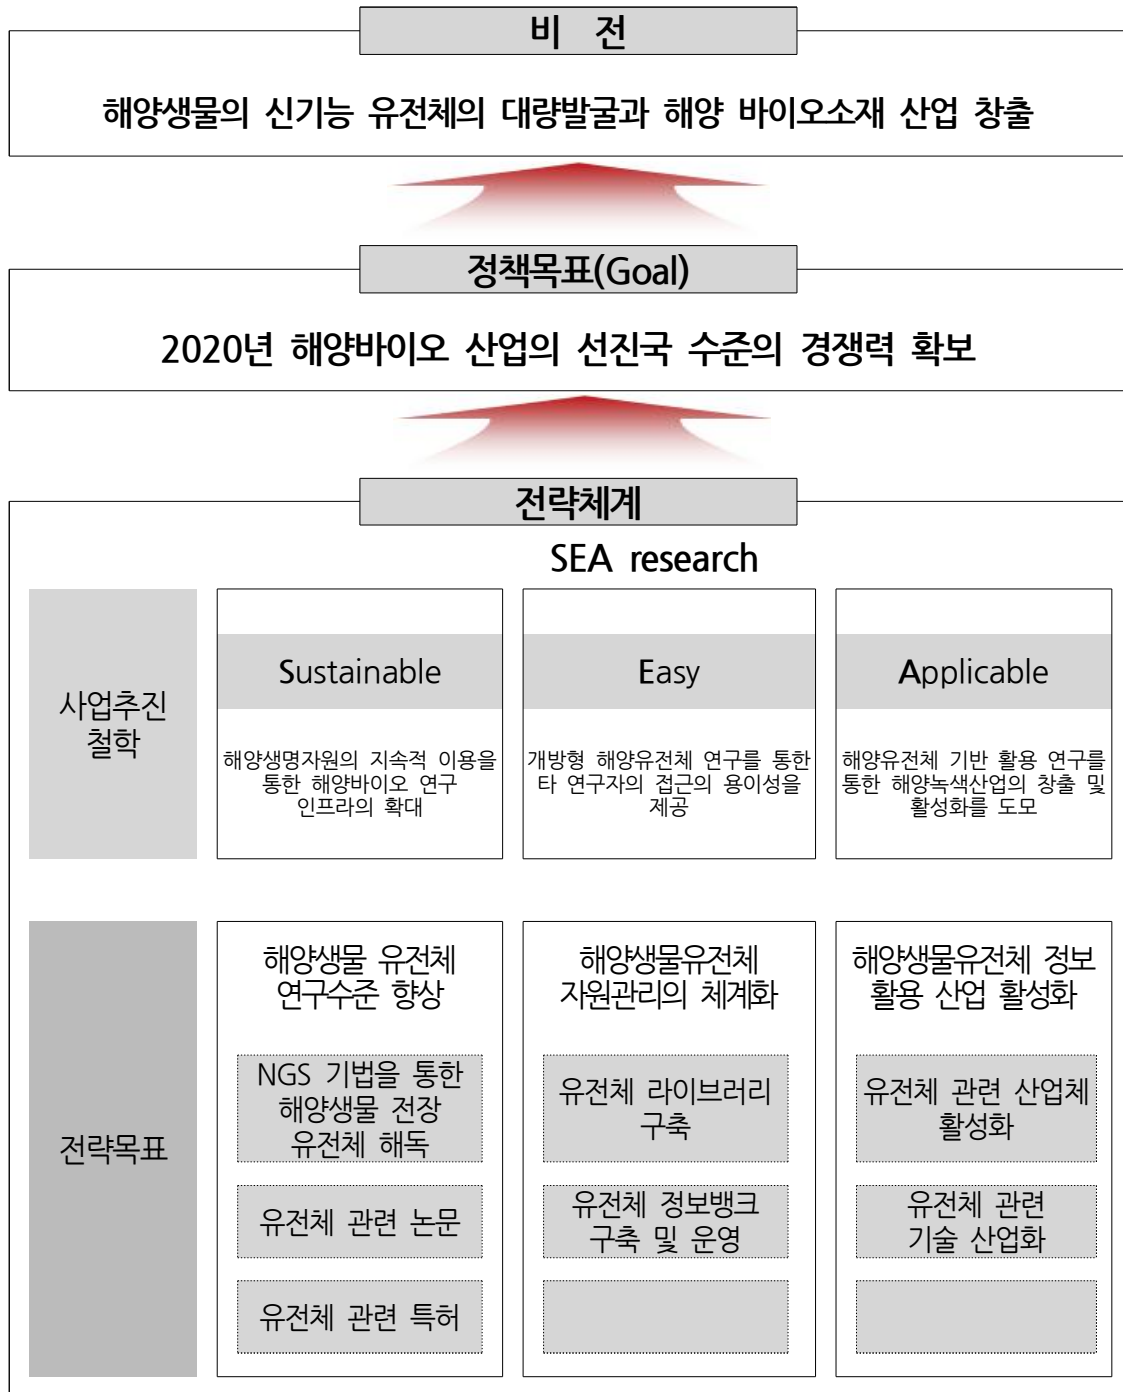 비 전
해양생물의 신기능 유전체의 대량발굴과 해양 바이오소재 산업 창출
정책목표(Goal)
2020년 해양바이오 산업의 선진국 수준의 경쟁력 확보
전략체계
SEA research
사업추진
철학
Sustainable
해양생명자원의 지속적 이용을
통한 해양바이오 연구
인프라의 확대
Easy
개방형 해양유전체 연구를 통한
타 연구자의 접근의 용이성을
제공
Applicable
해양유전체 기반 활용 연구를
통한 해양녹색산업의 창출 및
활성화를 도모
전략목표
해양생물 유전체
연구수준 향상
NGS 기법을 통한
해양생물 전장
유전체 해독
유전체 관련 논문
유전체 관련 특허
해양생물유전체
자원관리의 체계화
유전체 라이브러리
구축
유전체 정보뱅크
구축 및 운영
해양생물유전체 정보
활용 산업 활성화
유전체 관련 산업체
활성화
유전체 관련
기술 산업화